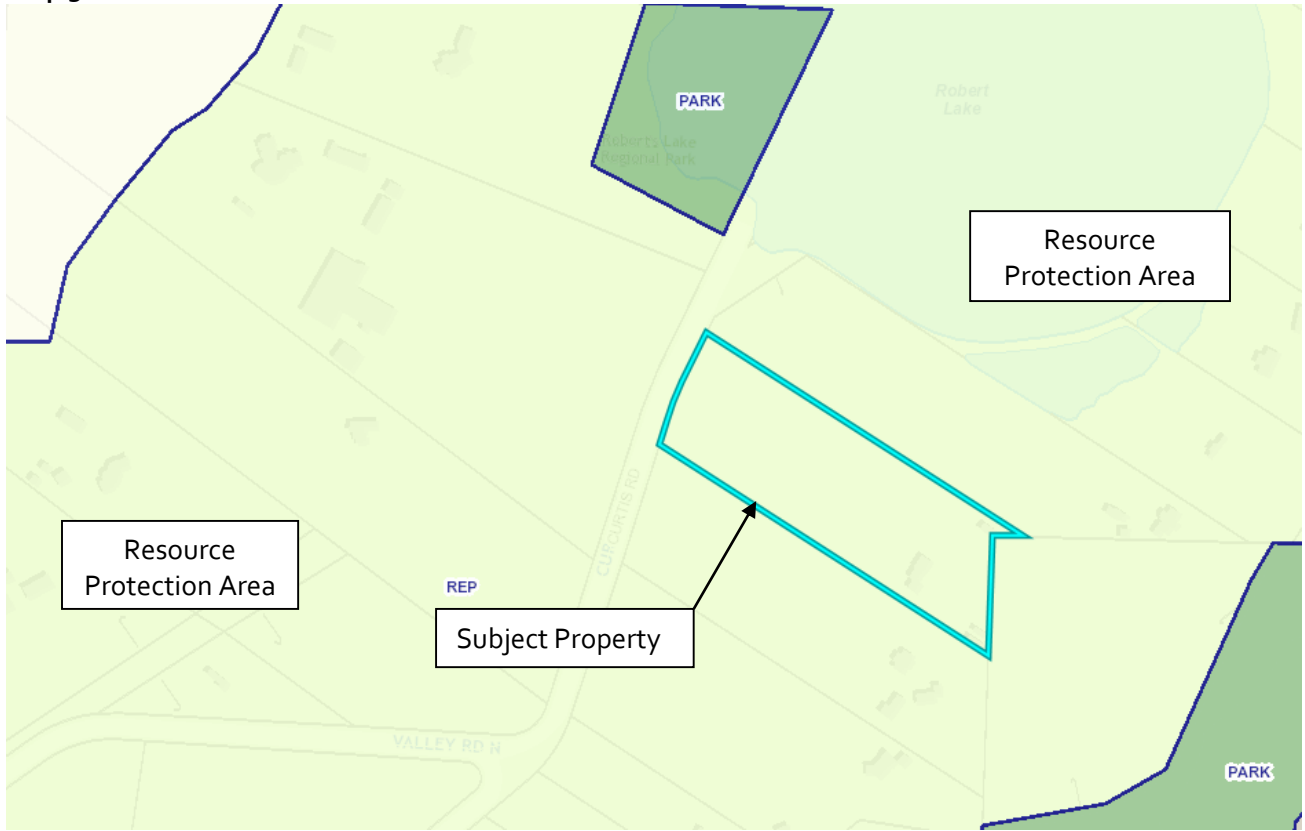 PARK
Robert
Lake
Roberts Lake
Regional Park
Resource
Protection Area
CURCURTIS RD
Resource
Protection Area
REP
Subject Property
VALLEY RD N
PARK